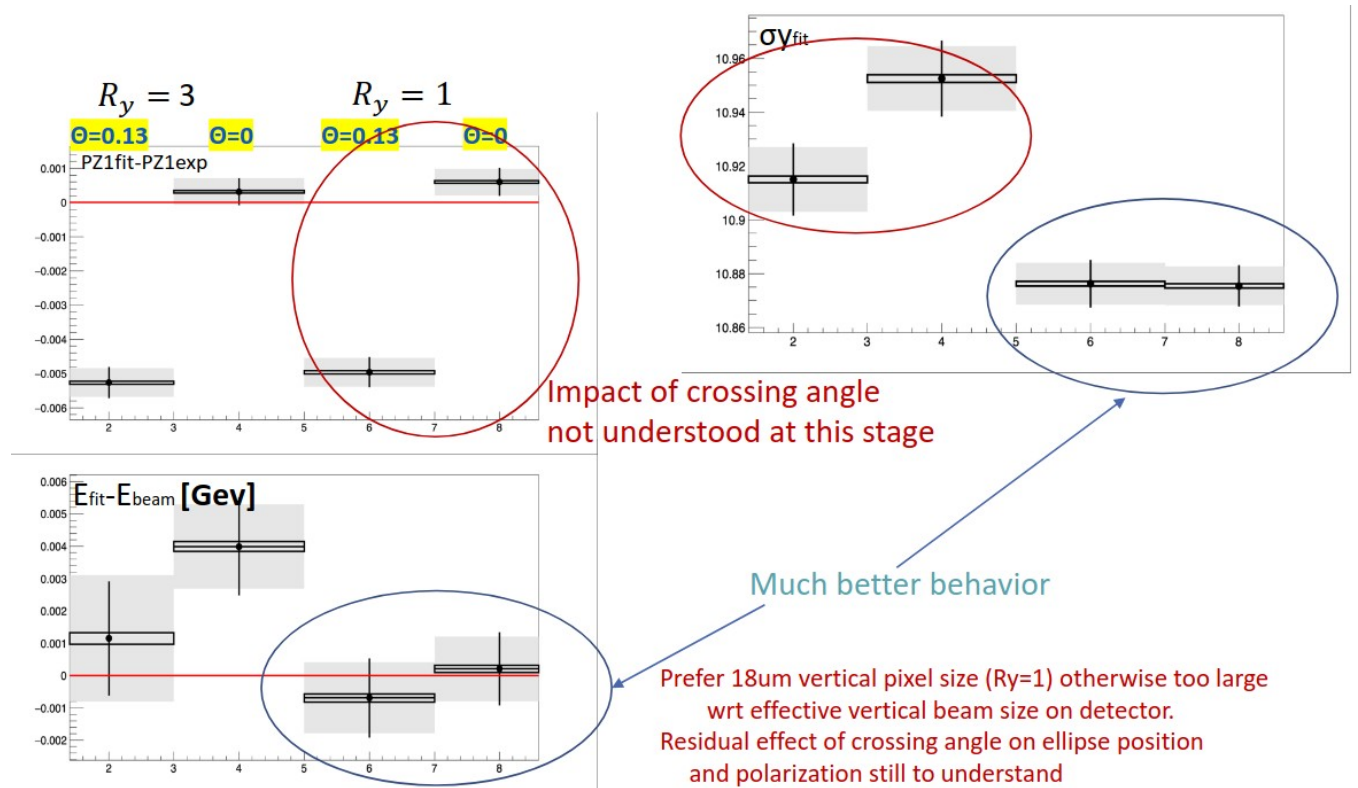 R_y = 3
R_y = 1
Θ=0.13
Θ=0
Θ=0.13
Θ=0
PZ1fit-PZ1exp
0.001
0
−0.001
−0.002
−0.003
−0.004
−0.005
−0.006
2 3 4 5 6 7 8
σyfit
10.96
10.94
10.92
10.9
10.88
10.86
2 3 4 5 6 7 8
Impact of crossing angle
not understood at this stage
Efit-Ebeam [Gev]
0.006
0.005
0.004
0.003
0.002
0.001
0
−0.001
−0.002
2 3 4 5 6 7 8
Much better behavior
Prefer 18um vertical pixel size (Ry=1) otherwise too large
wrt effective vertical beam size on detector.
Residual effect of crossing angle on ellipse position
and polarization still to understand